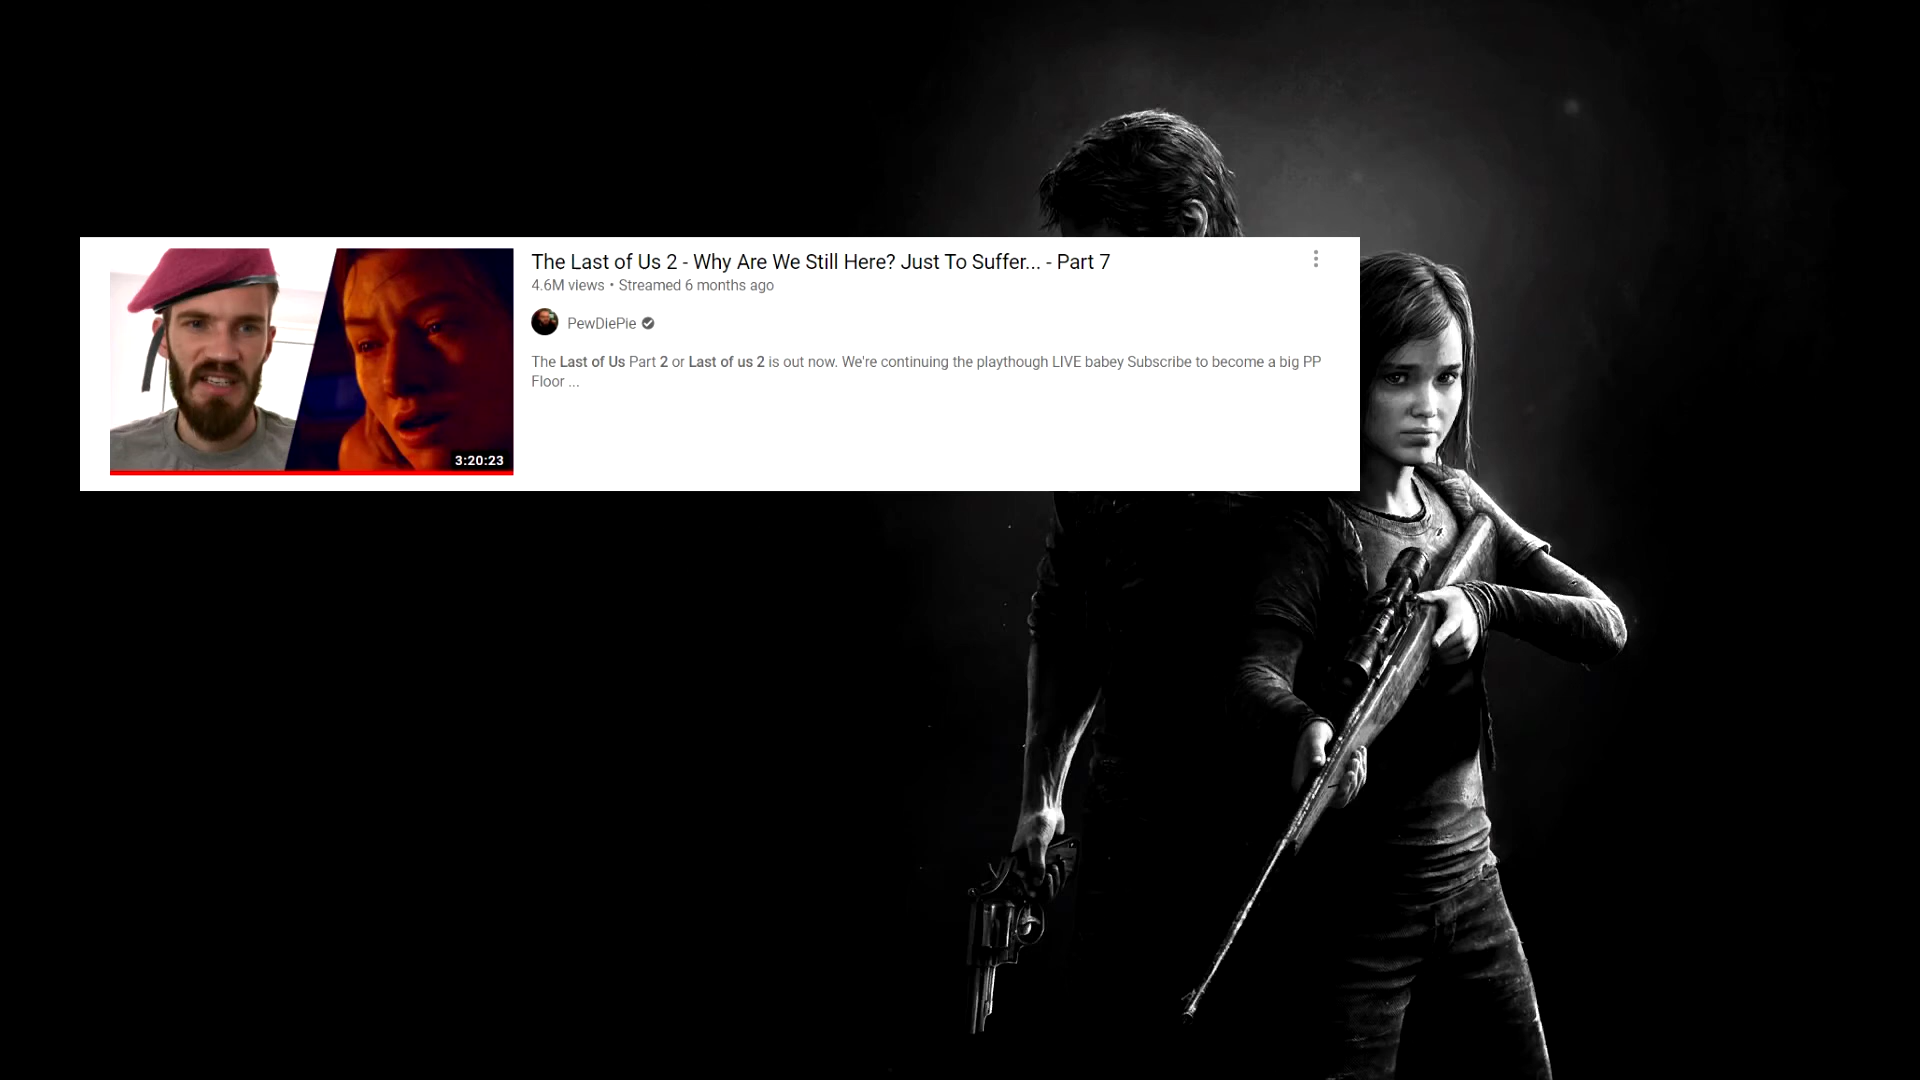 The Last of Us 2 - Why Are We Still Here? Just To Suffer... - Part 7
4.6M views • Streamed 6 months ago
PewDiePie
The Last of Us Part 2 or Last of us 2 is out now. We're continuing the playthough LIVE babey Subscribe to become a big PP
Floor ...
3:20:23